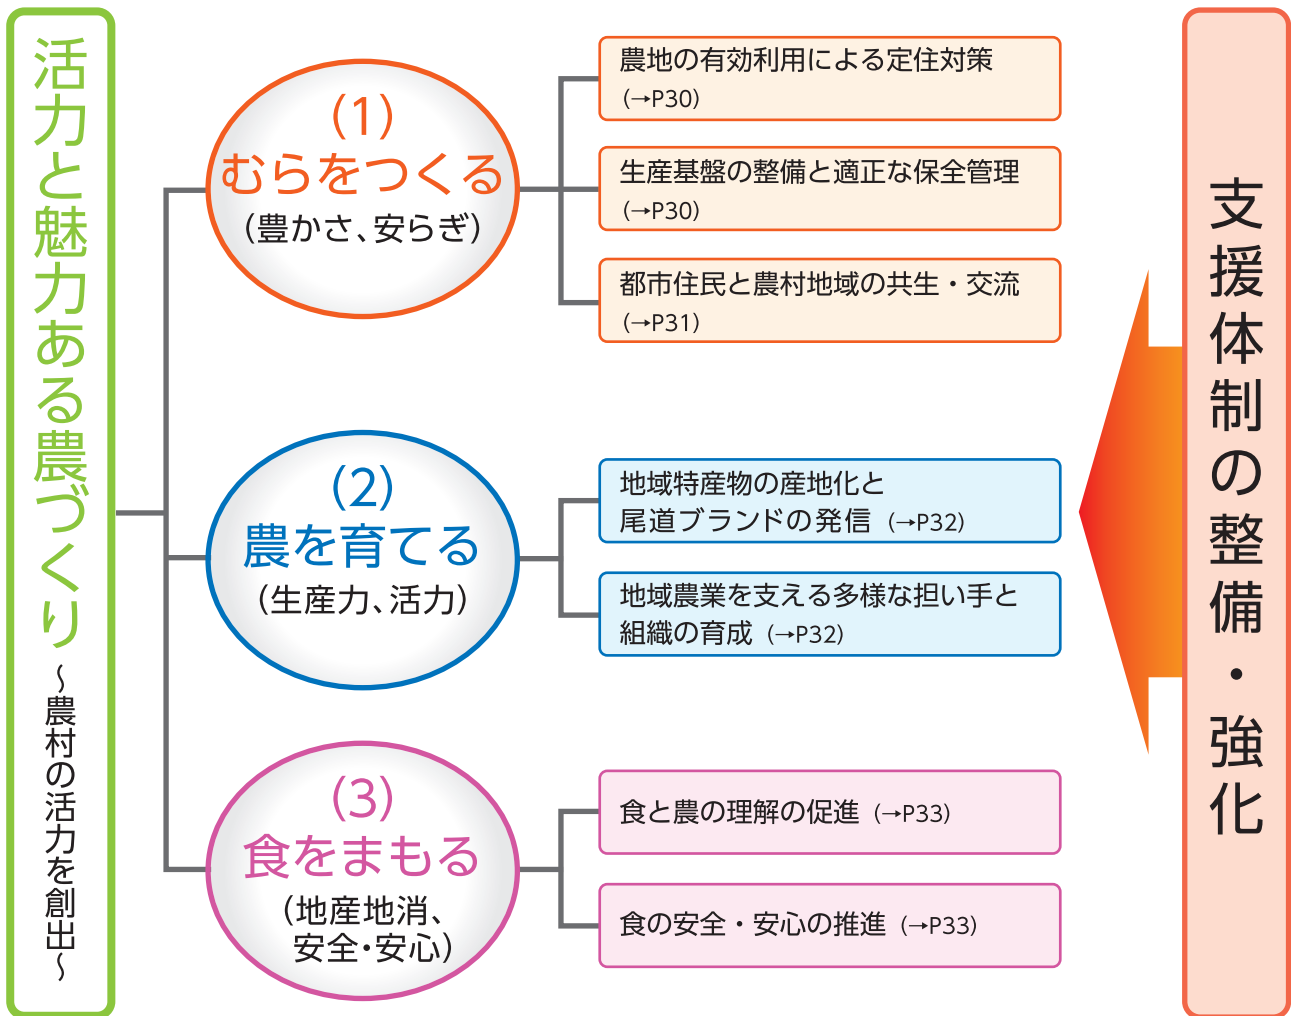 活力と魅力ある農づくり
～農村の活力を創出～
（1）
むらをつくる
（豊かさ、安らぎ）
農地の有効利用による定住対策
（→P30）
生産基盤の整備と適正な保全管理
（→P30）
都市住民と農村地域の共生・交流
（→P31）
（2）
農を育てる
（生産力、活力）
地域特産物の産地化と
尾道ブランドの発信（→P32）
地域農業を支える多様な担い手と
組織の育成（→P32）
（3）
食をまもる
（地産地消、
安全・安心）
食と農の理解の促進（→P33）
食の安全・安心の推進（→P33）
支援体制の整備・強化